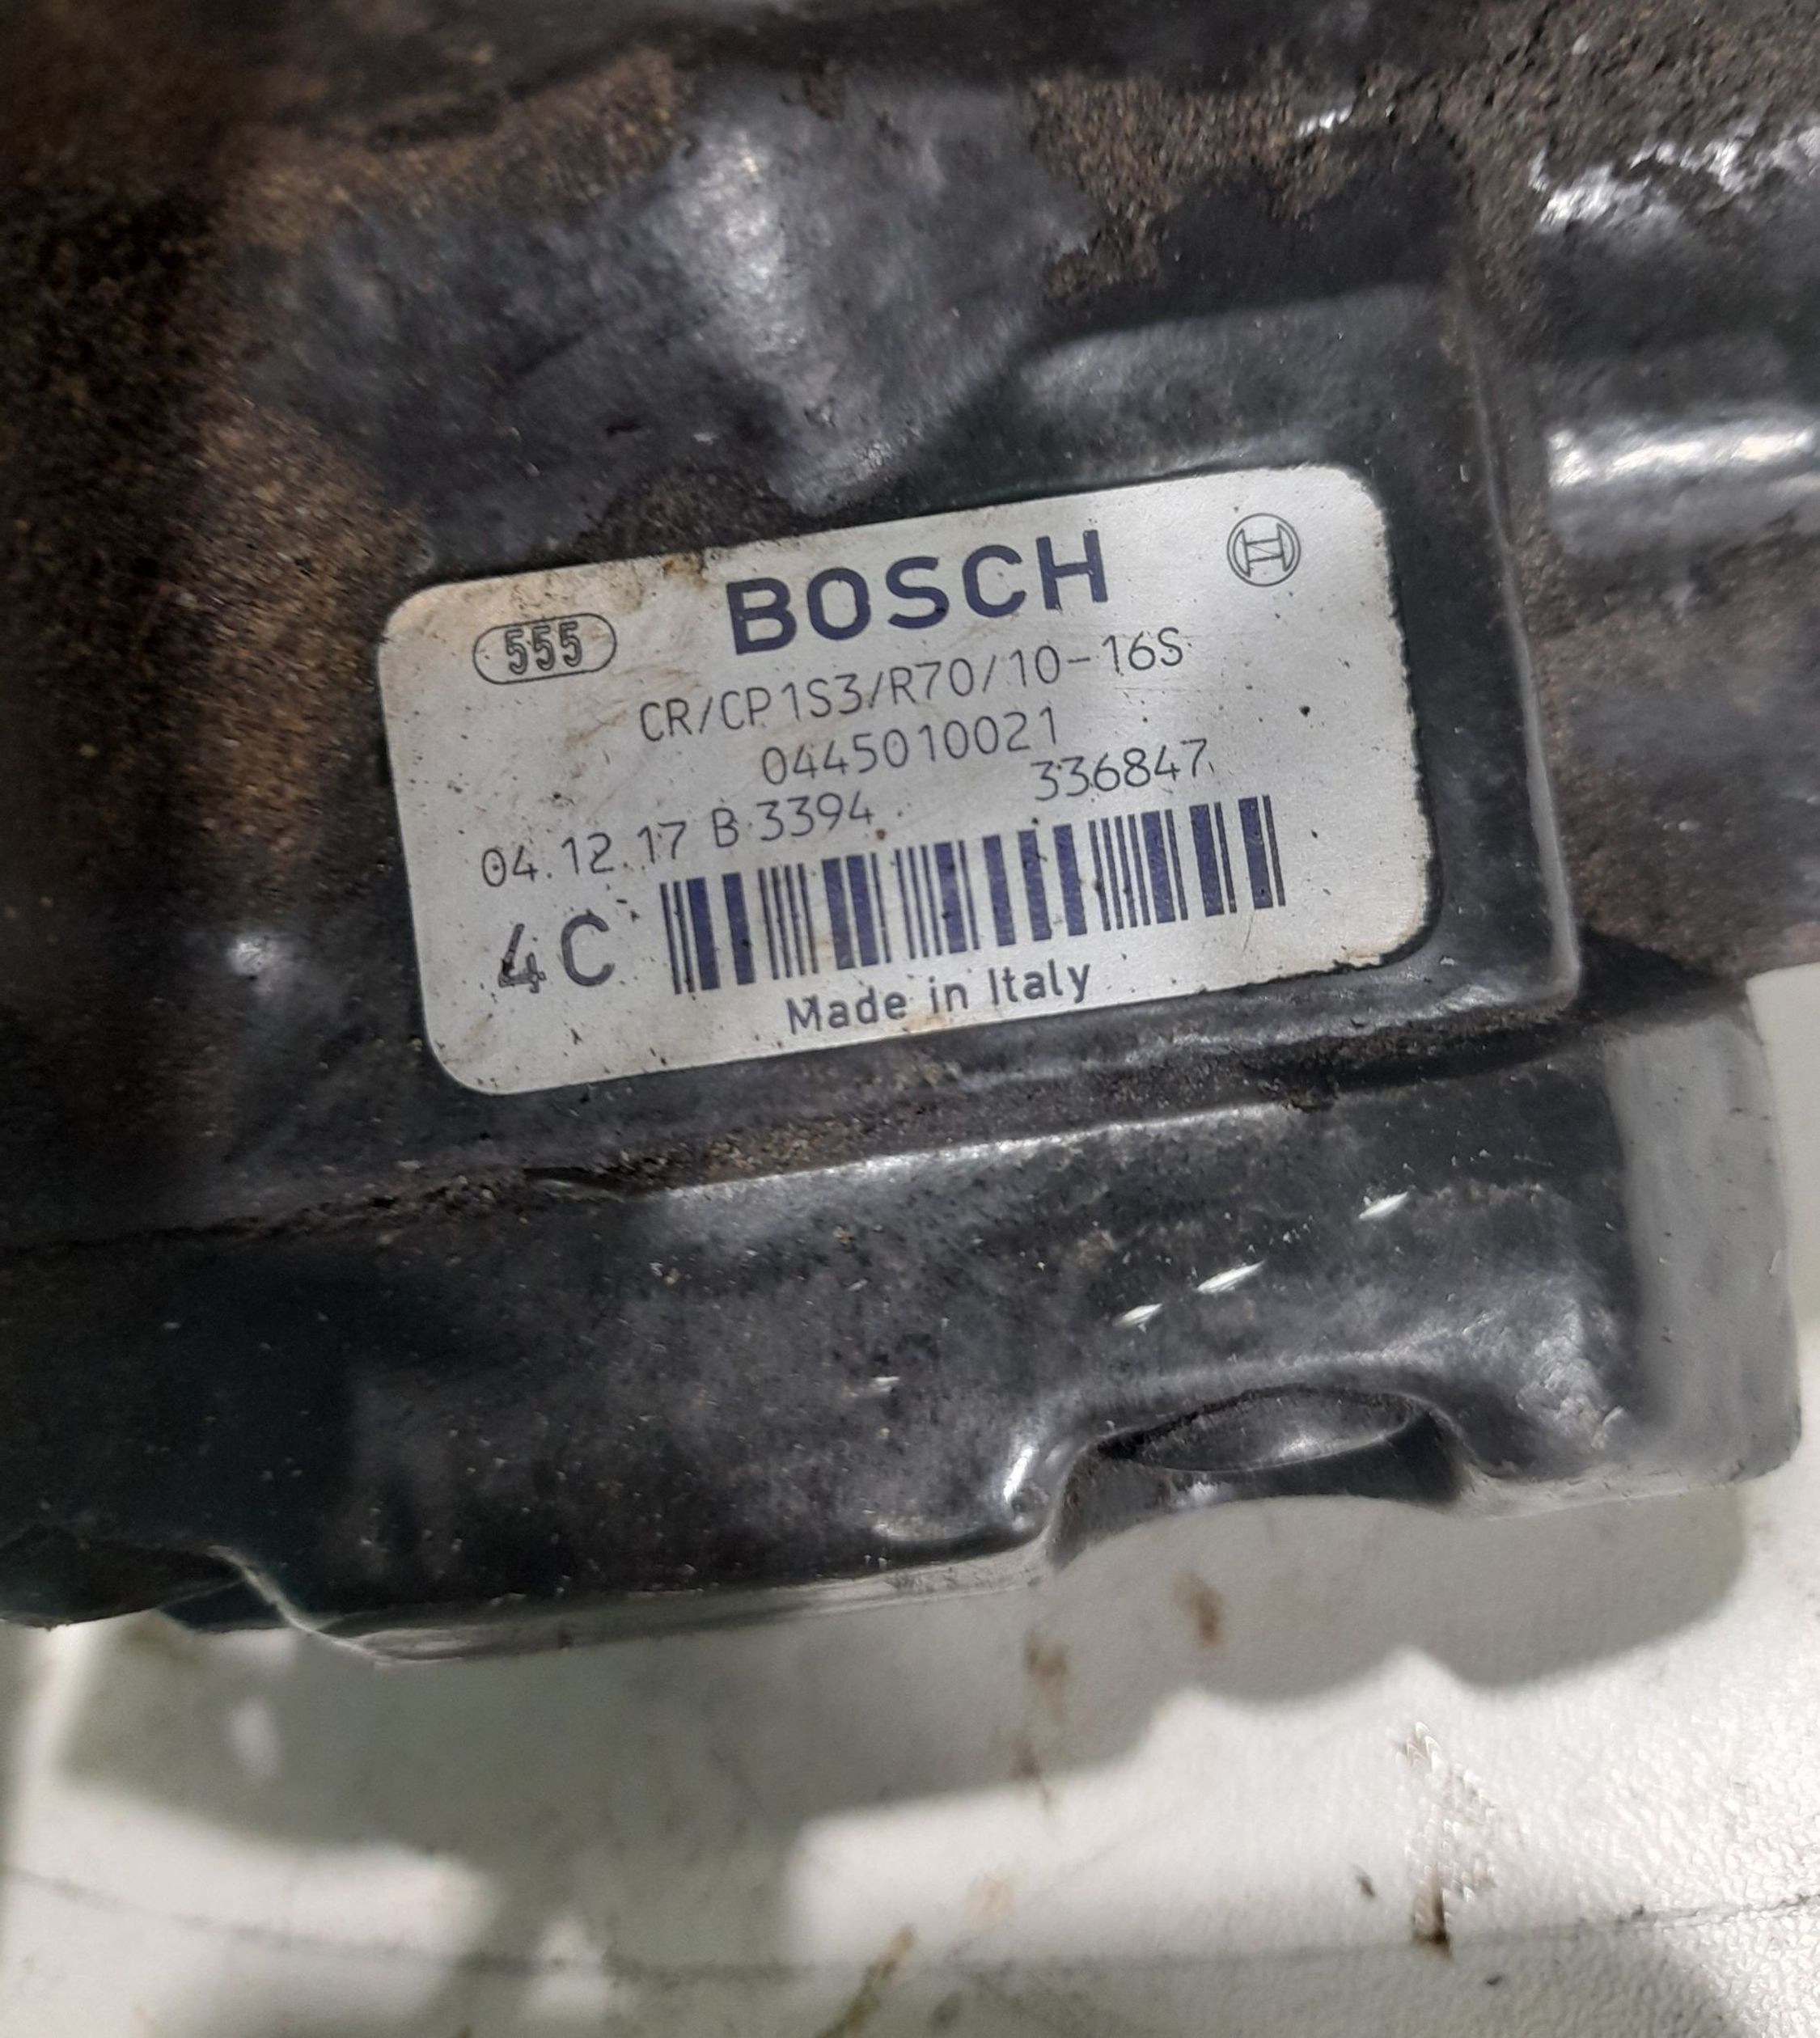 BOSCH
555
CR/CP1S3/R70/10-16S
0445010021
04.12.17 B 3394 336847
4C
Made in Italy